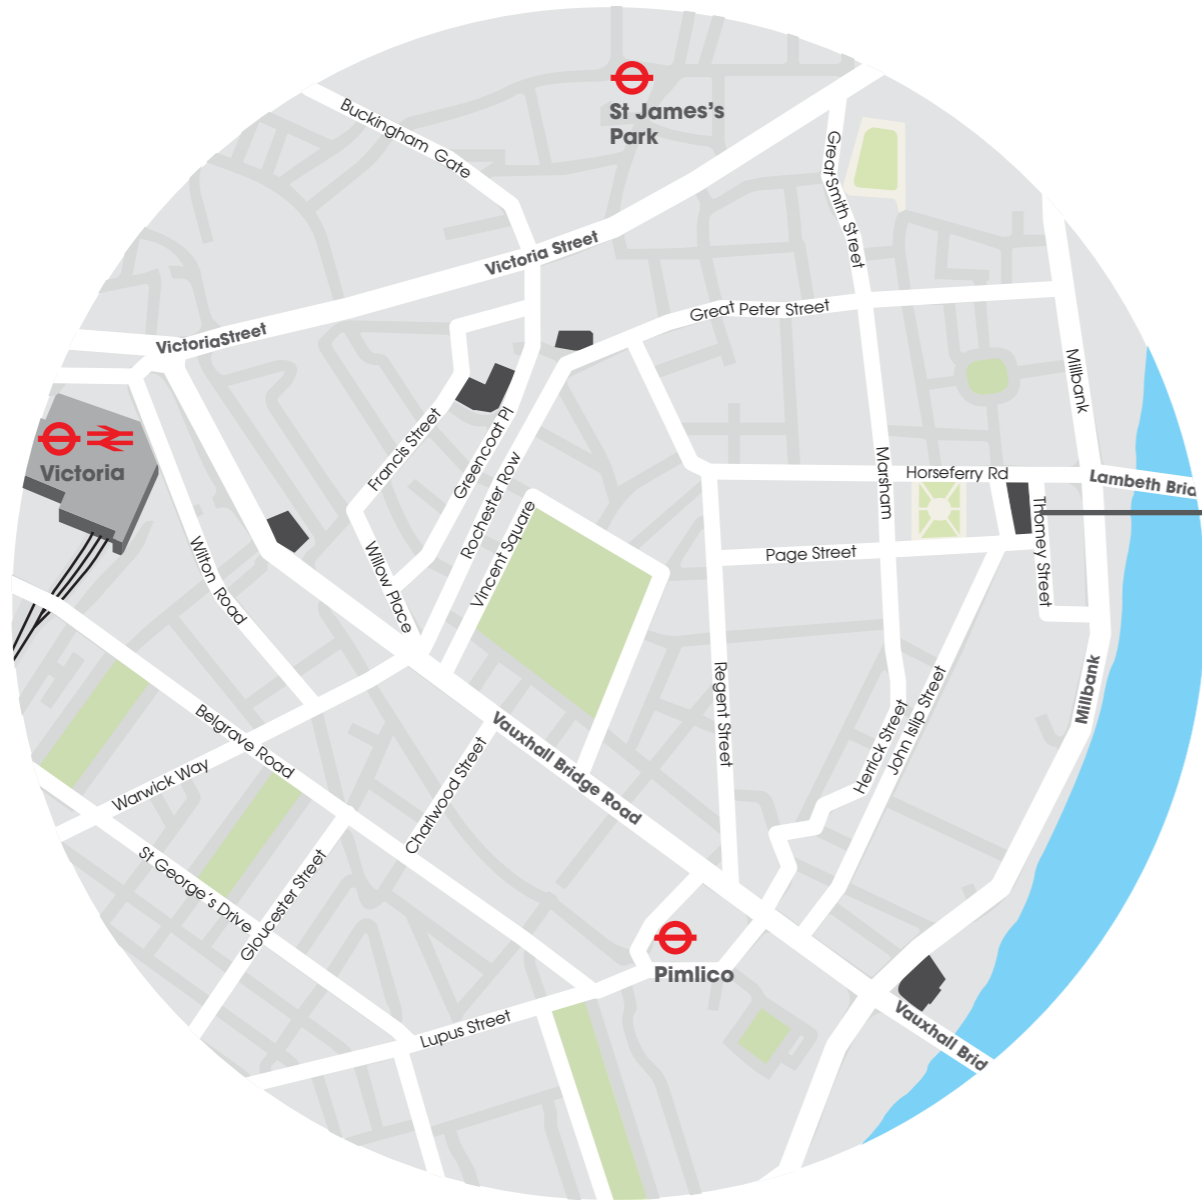 St James's
Park
Buckingham Gate
Great Smith Street
Victoria Street
VictoriaStreet
Great Peter Street
Millbank
Victoria
Francis Street
Greencoat Pl
Rochester Row
Vincent Square
Marsham
Horseferry Rd
Lambeth Brid
Thorney Street
Page Street
Wilton Road
Willow Place
Regent Street
Herrick Street
John Islip Street
Millbank
Belgrave Road
Warwick Way
Vauxhall Bridge Road
Charlwood Street
St George's Drive
Gloucester Street
Pimlico
Lupus Street
Vauxhall Brid